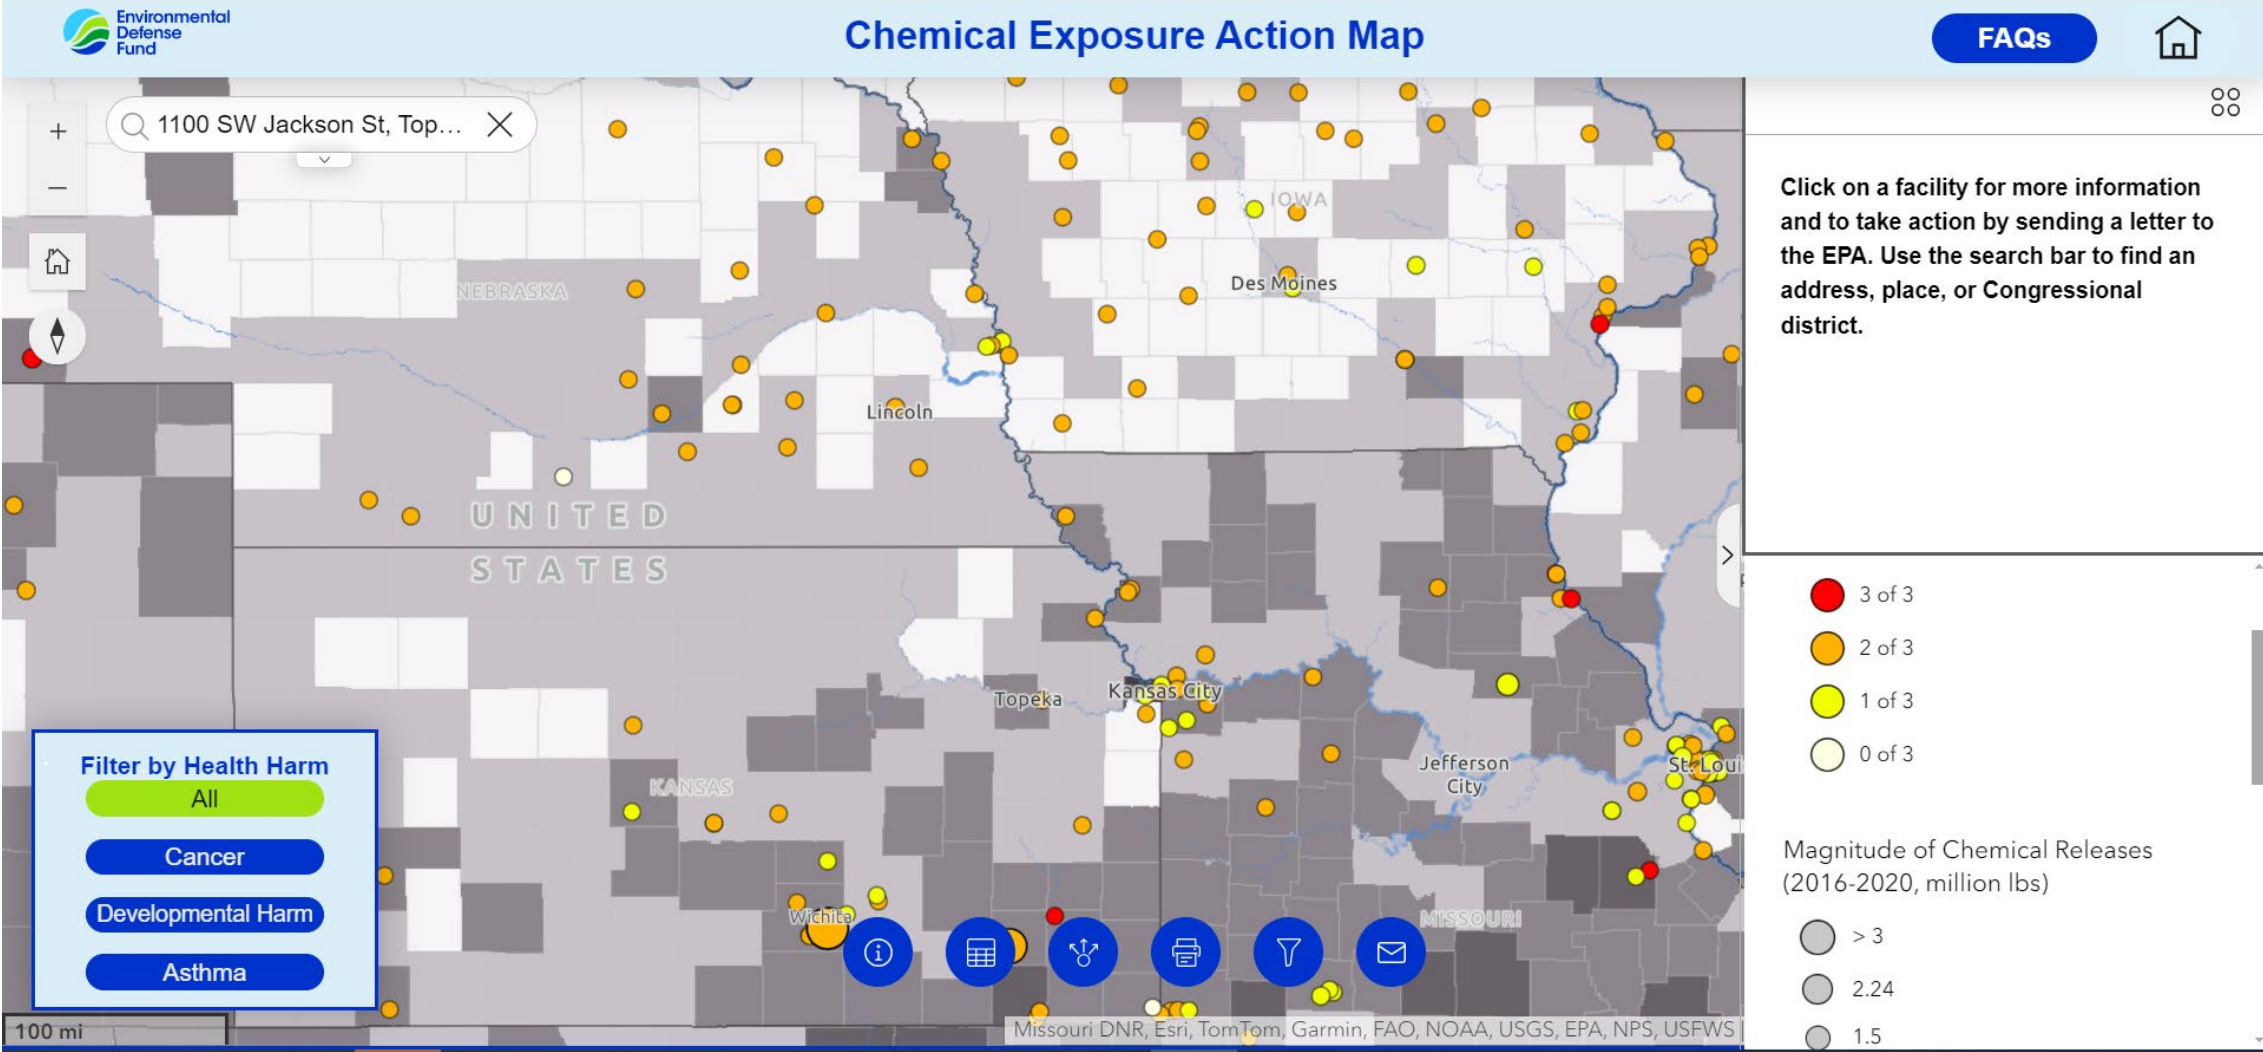 Environmental
Defense
Fund
Chemical Exposure Action Map
FAQs
1100 SW Jackson St, Top...
Click on a facility for more information
and to take action by sending a letter to
the EPA. Use the search bar to find an
address, place, or Congressional
district.
IOWA
Des Moines
NEBRASKA
Lincoln
UNITED
STATES
Topeka
Kansas City
Jefferson
City
St. Loui
KANSAS
Wichita
MISSOURI
Filter by Health Harm
All
Cancer
Developmental Harm
Asthma
100 mi
3 of 3
2 of 3
1 of 3
0 of 3
Magnitude of Chemical Releases
(2016-2020, million lbs)
> 3
2.24
1.5
Missouri DNR, Esri, TomTom, Garmin, FAO, NOAA, USGS, EPA, NPS, USFWS